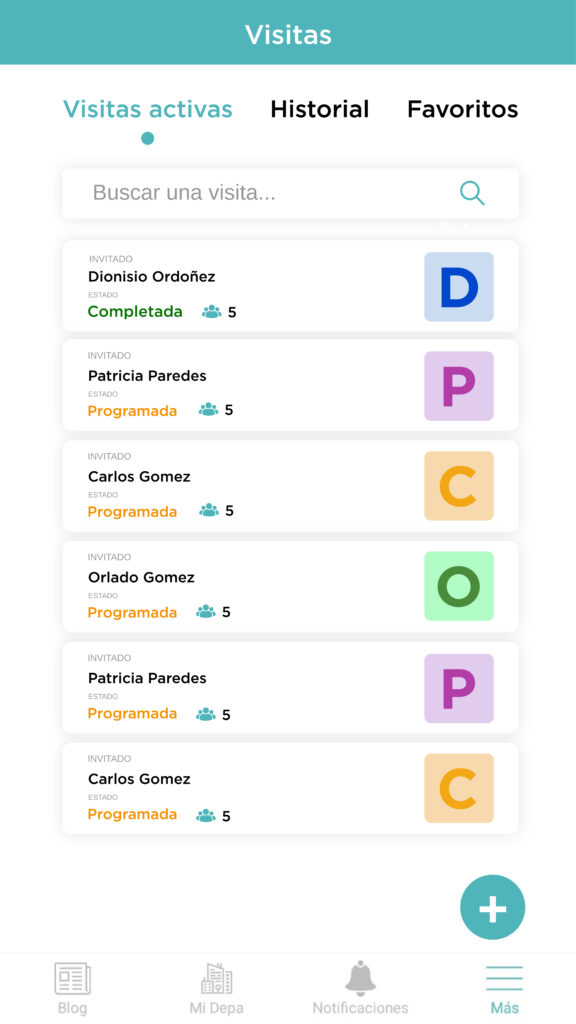 Visitas
Visitas activas Historial Favoritos
Buscar una visita...
INVITADO
Dionisio Ordoñez
ESTADO
Completada 5
D
INVITADO
Patricia Paredes
ESTADO
Programada 5
P
INVITADO
Carlos Gomez
ESTADO
Programada 5
C
INVITADO
Orlado Gomez
ESTADO
Programada 5
O
INVITADO
Patricia Paredes
ESTADO
Programada 5
P
INVITADO
Carlos Gomez
ESTADO
Programada 5
C
+
Blog Mi Depa Notificaciones Más